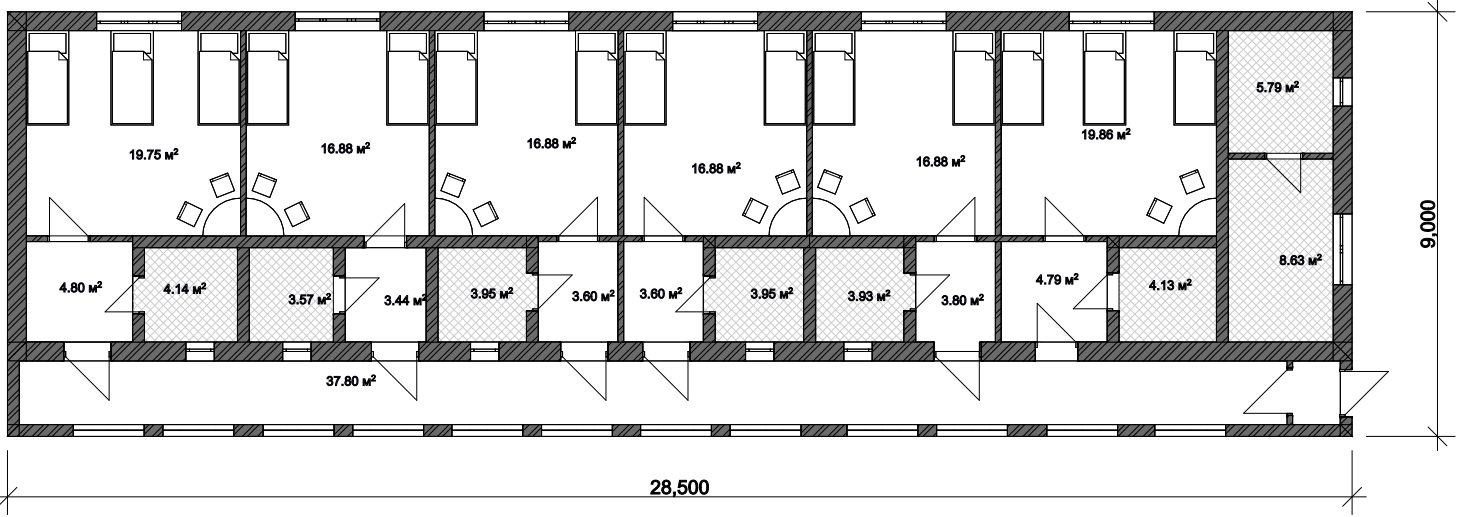 5.79 м²
19.75 м²
16.88 м²
16.88 м²
16.88 м²
16.88 м²
19.86 м²
9,000
4.80 м²
4.14 м²
3.57 м²
3.44 м²
3.95 м²
3.60 м²
3.60 м²
3.95 м²
3.93 м²
3.80 м²
4.79 м²
4.13 м²
8.63 м²
37.80 м²
28,500